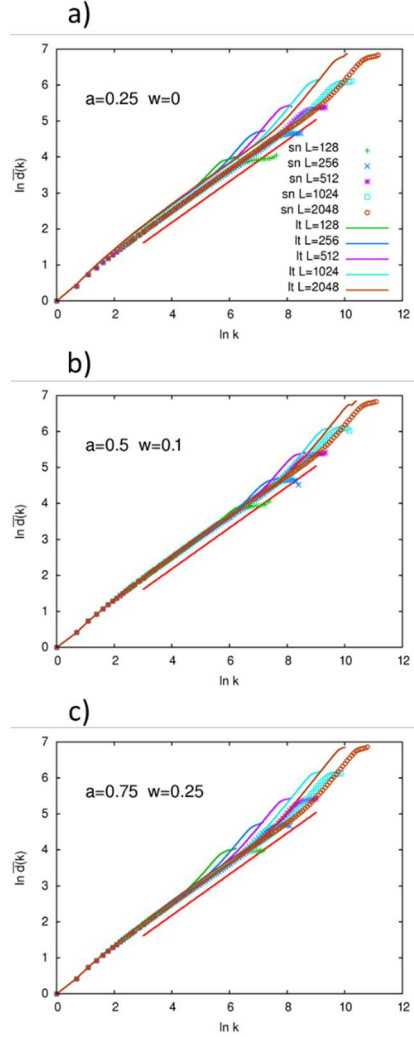 a)
7
6
5
4
3
2
1
0
ln d̅(k)
a=0.25 w=0
sn L=128
sn L=256
sn L=512
sn L=1024
sn L=2048
lt L=128
lt L=256
lt L=512
lt L=1024
lt L=2048
0 2 4 6 8 10 12
ln k
b)
7
6
5
4
3
2
1
0
ln d̅(k)
a=0.5 w=0.1
0 2 4 6 8 10 12
ln k
c)
7
6
5
4
3
2
1
0
ln d̅(k)
a=0.75 w=0.25
0 2 4 6 8 10 12
ln k